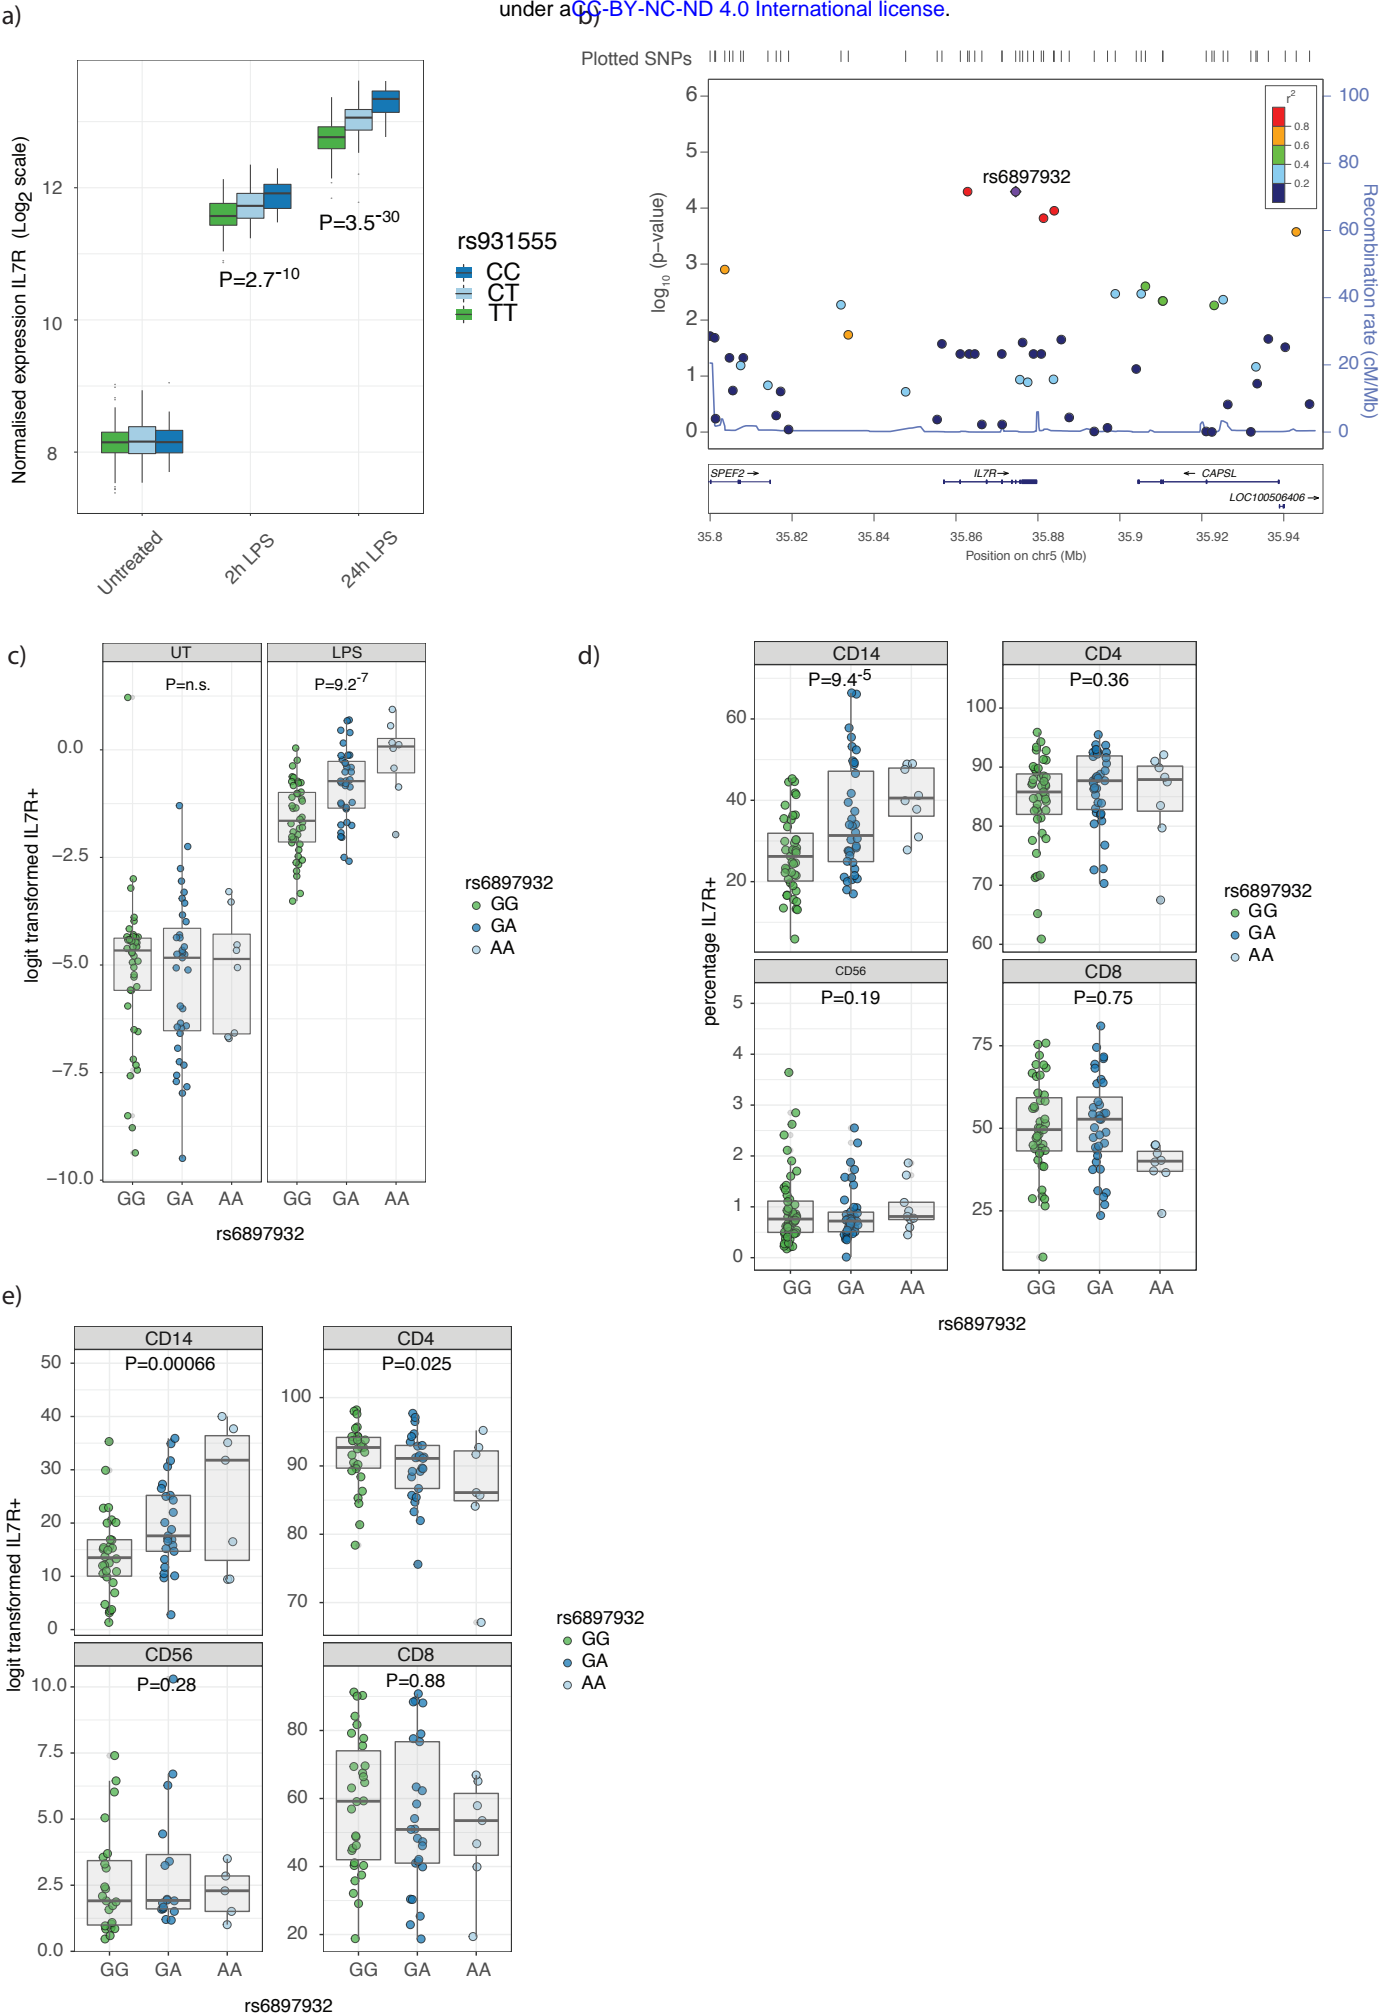 under a CC-BY-NC-ND 4.0 International license.
a)
Normalised expression IL7R (Log2 scale)
12
10
8
P=2.7-10
P=3.5-30
Untreated
2h LPS
24h LPS
rs931555
CC
CT
TT
b)
Plotted SNPs
log10 (p−value)
6
5
4
3
2
1
0
rs6897932
r2
0.8
0.6
0.4
0.2
100
80
60
40
20
0
Recombination rate (cM/Mb)
SPEF2 →
IL7R →
← CAPSL
LOC100506406 →
35.8
35.82
35.84
35.86
35.88
35.9
35.92
35.94
Position on chr5 (Mb)
c)
UT
LPS
P=n.s.
P=9.2-7
logit transformed IL7R+
0.0
−2.5
−5.0
−7.5
−10.0
GG
GA
AA
GG
GA
AA
rs6897932
rs6897932
GG
GA
AA
d)
percentage IL7R+
CD14
P=9.4-5
60
40
20
CD4
P=0.36
100
90
80
70
60
CD56
P=0.19
5
4
3
2
1
0
CD8
P=0.75
75
50
25
GG
GA
AA
GG
GA
AA
rs6897932
rs6897932
GG
GA
AA
e)
logit transformed IL7R+
CD14
P=0.00066
50
40
30
20
10
0
CD4
P=0.025
100
90
80
70
CD56
P=0.28
10.0
7.5
5.0
2.5
0.0
CD8
P=0.88
80
60
40
20
GG
GA
AA
GG
GA
AA
rs6897932
rs6897932
GG
GA
AA